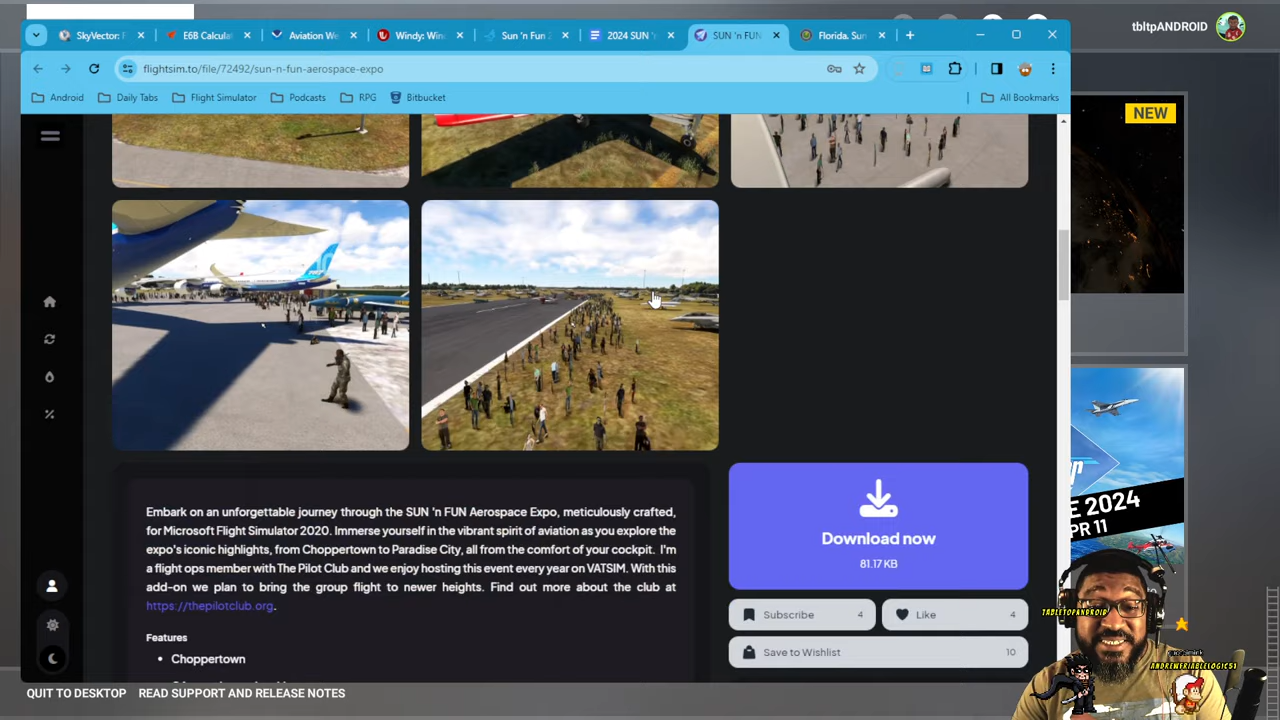 tbltpANDROID
SkyVector: F
E6B Calculat
Aviation We
Windy: Win
Sun 'n Fun 2
2024 SUN 'n
SUN 'n FUN
Florida. Sun
flightsim.to/file/72492/sun-n-fun-aerospace-expo
Android
Daily Tabs
Flight Simulator
Podcasts
RPG
Bitbucket
All Bookmarks
NEW
Embark on an unforgettable journey through the SUN 'n FUN Aerospace Expo, meticulously crafted,
for Microsoft Flight Simulator 2020. Immerse yourself in the vibrant spirit of aviation as you explore the
expo's iconic highlights, from Choppertown to Paradise City, all from the comfort of your cockpit. I'm
a flight ops member with The Pilot Club and we enjoy hosting this event every year on VATSIM. With this
add-on we plan to bring the group flight to newer heights. Find out more about the club at
https://thepilotclub.org.
Features
• Choppertown
Download now
81.17 KB
Subscribe 4
Like 4
Save to Wishlist 10
E 2024
PR 11
TABLETOPANDROID
ANDREWFRIABLELOGIC51
QUIT TO DESKTOP
READ SUPPORT AND RELEASE NOTES